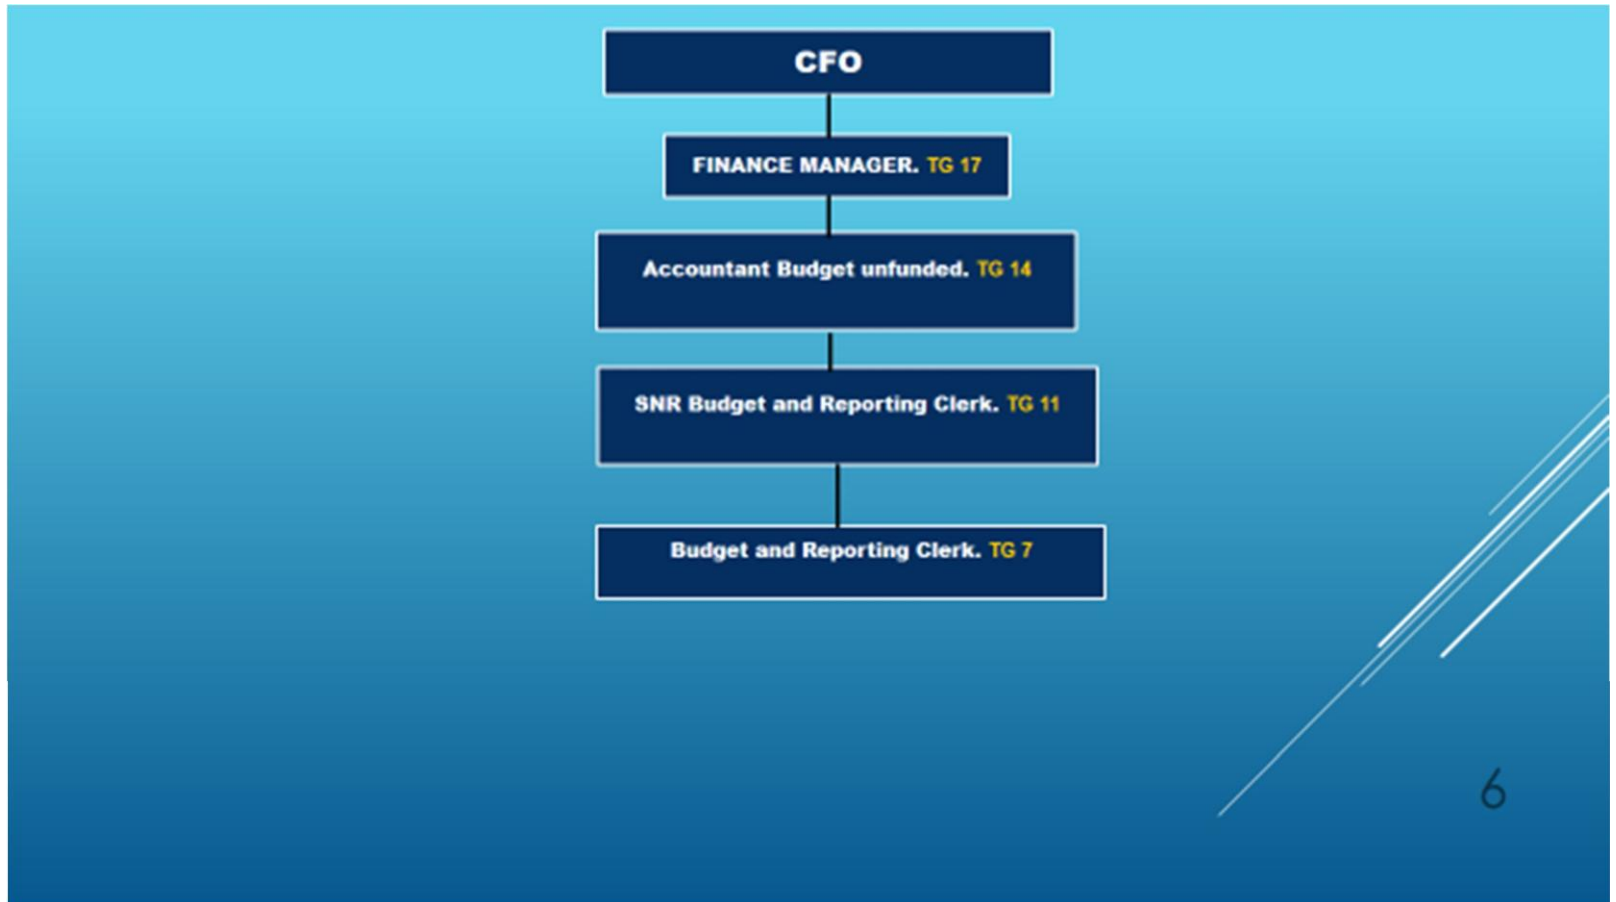 CFO
FINANCE MANAGER. TG 17
Accountant Budget unfunded. TG 14
SNR Budget and Reporting Clerk. TG 11
Budget and Reporting Clerk. TG 7
6